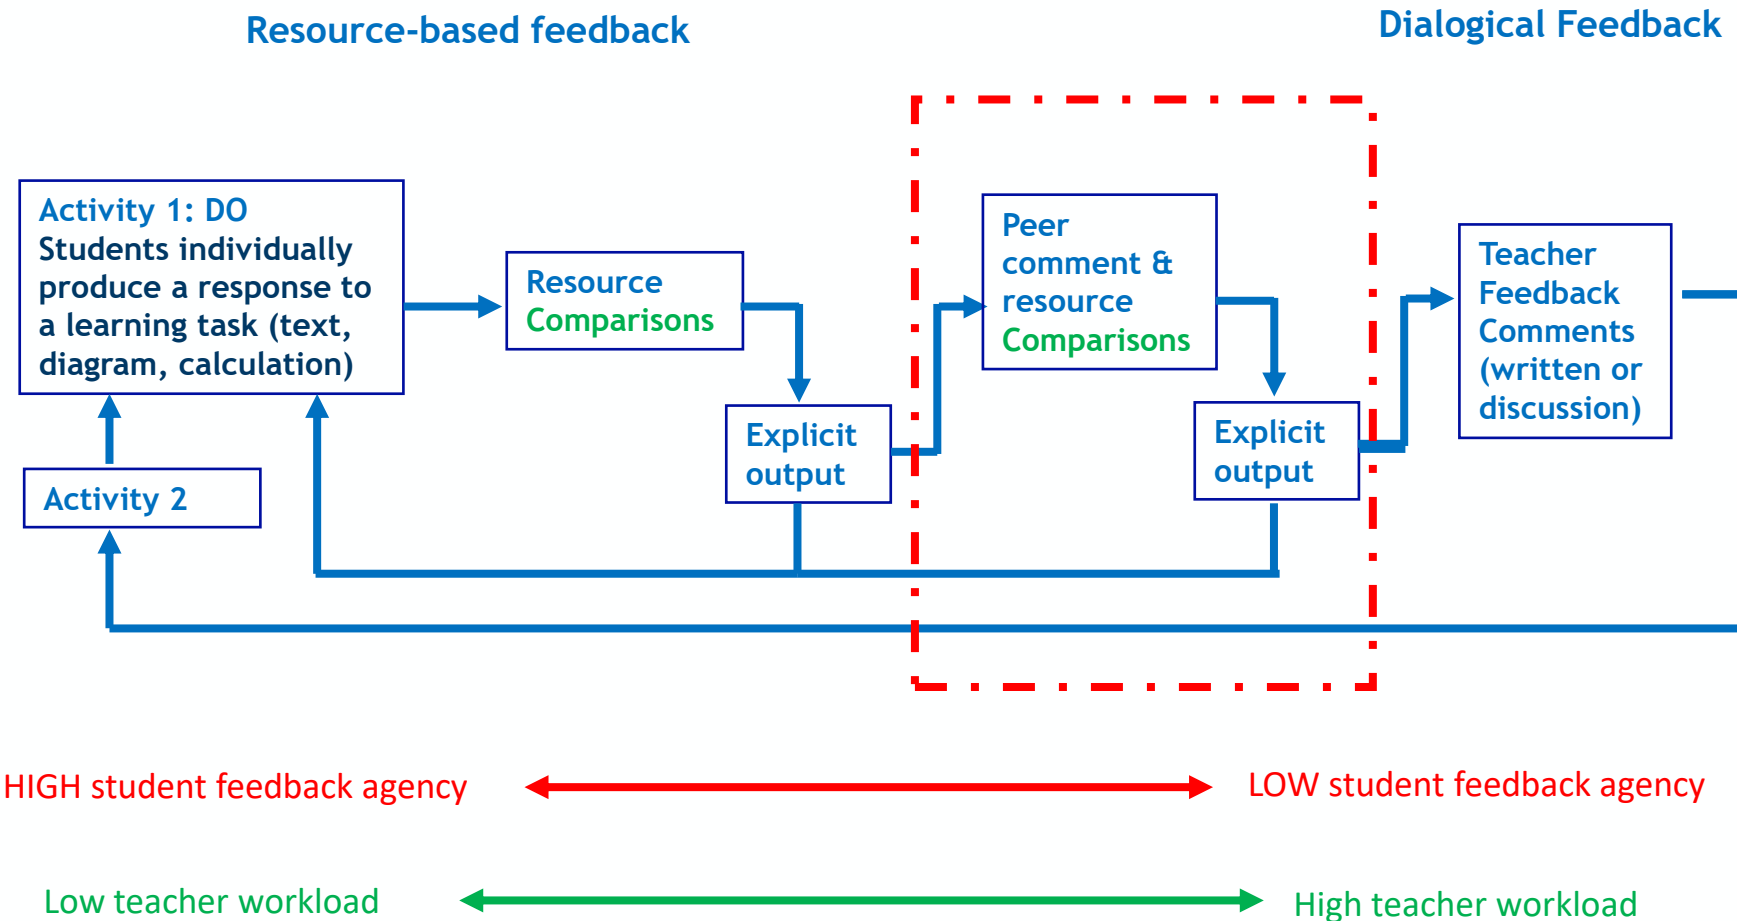 Resource-based feedback
Dialogical Feedback
Activity 1: DO
Students individually
produce a response to
a learning task (text,
diagram, calculation)
Resource
Comparisons
Explicit
output
Peer
comment &
resource
Comparisons
Explicit
output
Teacher
Feedback
Comments
(written or
discussion)
Activity 2
HIGH student feedback agency
LOW student feedback agency
Low teacher workload
High teacher workload